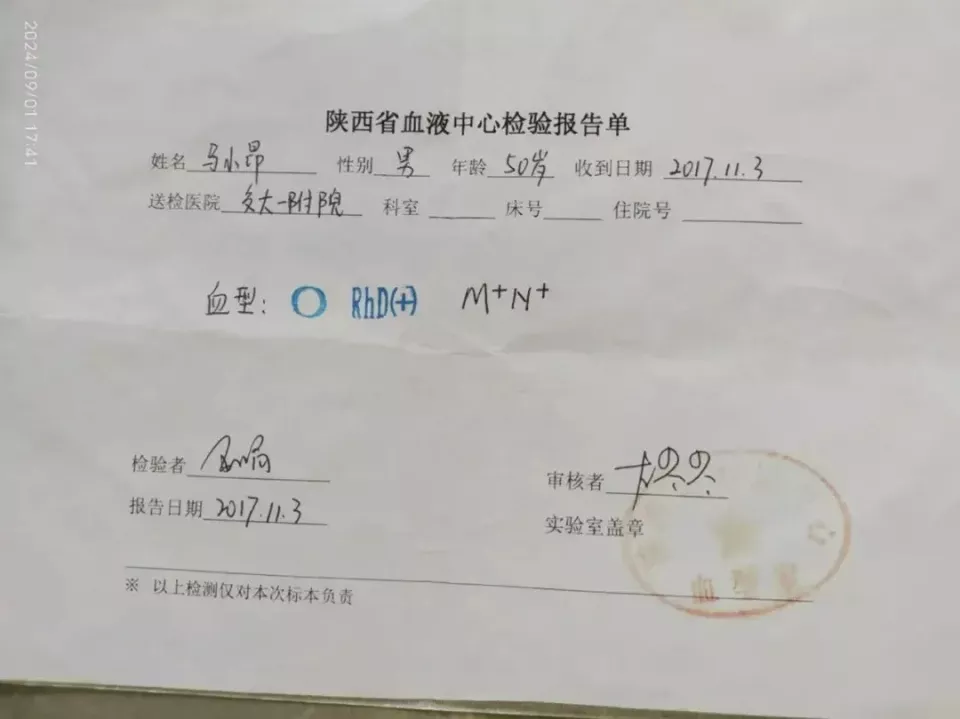 2024/09/01 17:41
陕西省血液中心检验报告单
姓名 马小昂 性别 男 年龄 50岁 收到日期 2017.11.3
送检医院 交大一附院 科室 床号 住院号
血型: O RhD(+) M+N+
检验者 审核者
报告日期 2017.11.3 实验室盖章
※ 以上检测仅对本次标本负责